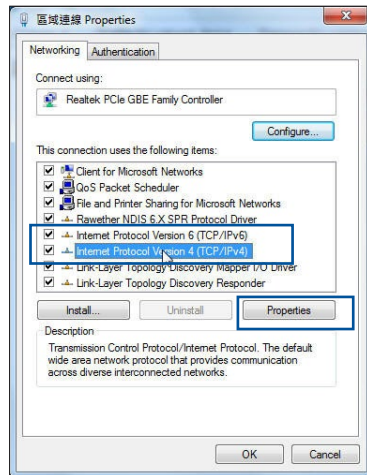 區域連線 Properties
Networking Authentication
Connect using:
Realtek PCIe GBE Family Controller
Configure...
This connection uses the following items:
Client for Microsoft Networks
QoS Packet Scheduler
File and Printer Sharing for Microsoft Networks
Rawether NDIS 6.X SPR Protocol Driver
Internet Protocol Version 6 (TCP/IPv6)
Internet Protocol Version 4 (TCP/IPv4)
Link-Layer Topology Discovery Mapper I/O Driver
Link-Layer Topology Discovery Responder
Install... Uninstall Properties
Description
Transmission Control Protocol/Internet Protocol. The default
wide area network protocol that provides communication
across diverse interconnected networks.
OK Cancel